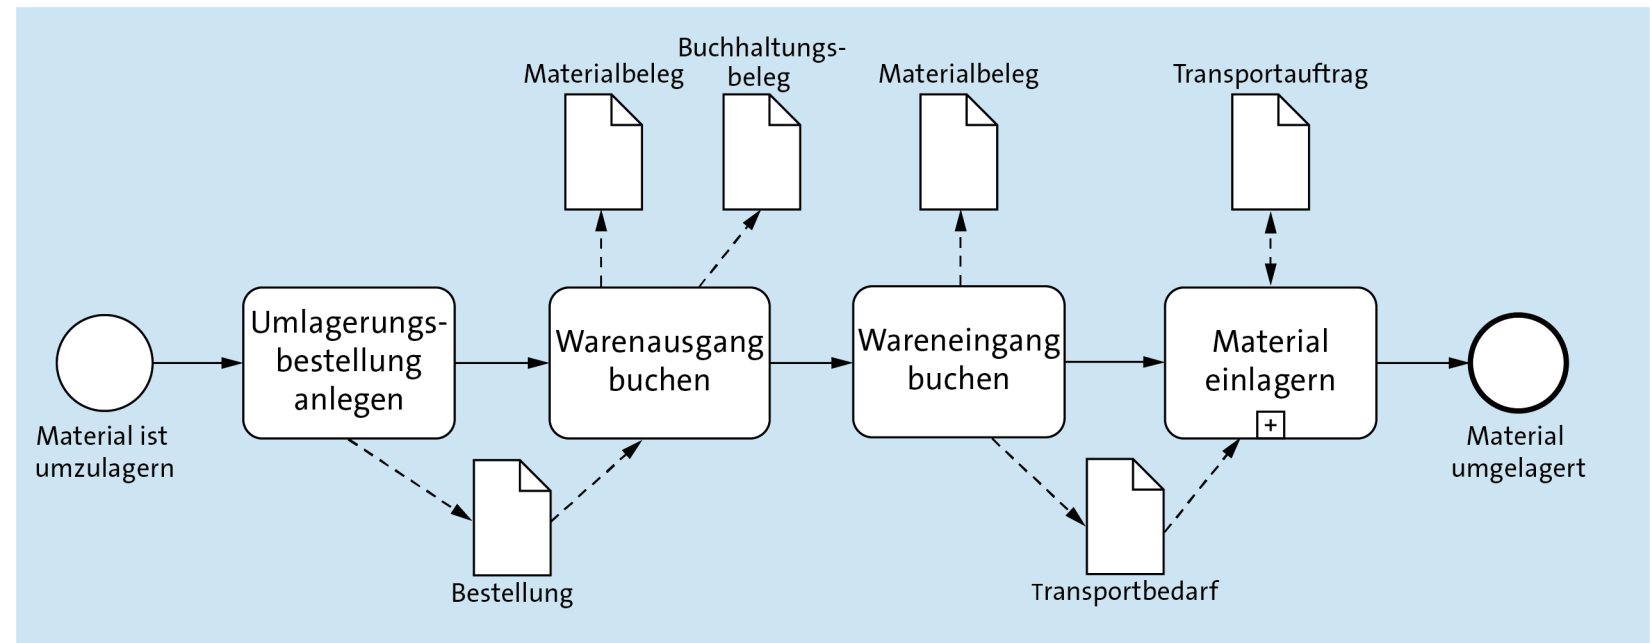 Materialbeleg
Buchhaltungs-
beleg
Materialbeleg
Transportauftrag
Material ist
umzulagern
Umlagerungs-
bestellung
anlegen
Warenausgang
buchen
Wareneingang
buchen
Material
einlagern
+
Material
umgelagert
Bestellung
Transportbedarf